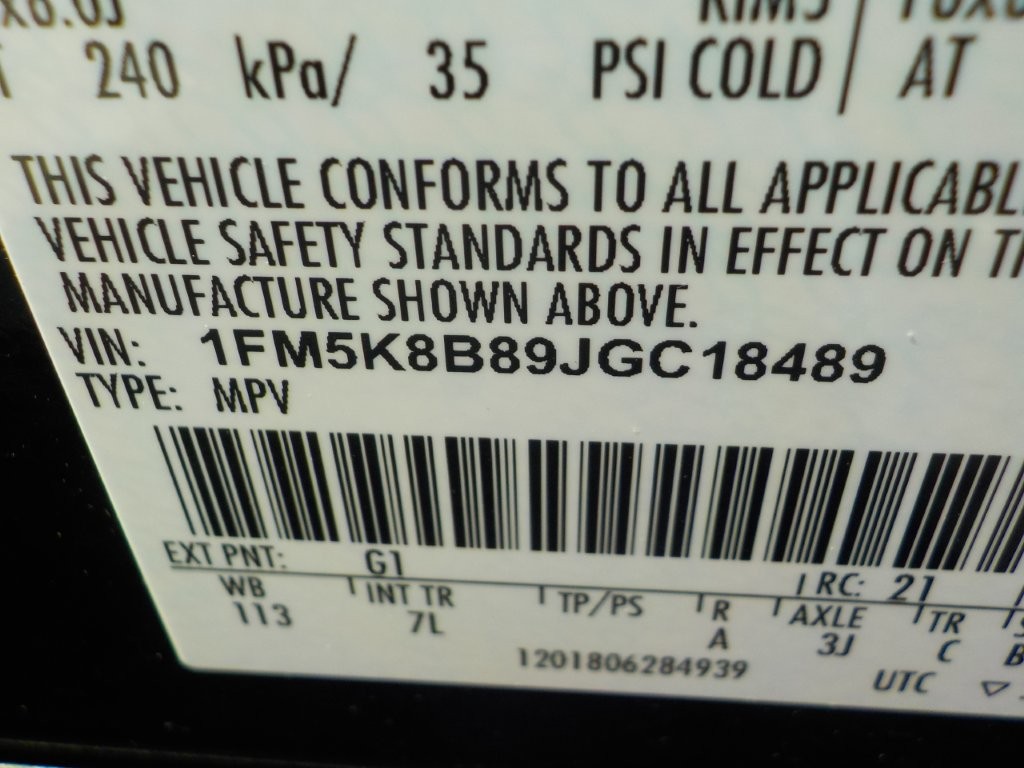 240 kPa/ 35 PSI COLD AT
THIS VEHICLE CONFORMS TO ALL
VEHICLE SAFETY STANDARDS IN EFFECT ON
MANUFACTURE SHOWN ABOVE.
VIN: 1FM5K8B89JGC18489
TYPE: MPV
EXT PNT: G1 RC: 21
WB INT TR TP/PS R AXLE TR
113 7L A 3J C
1201806284939
UTC